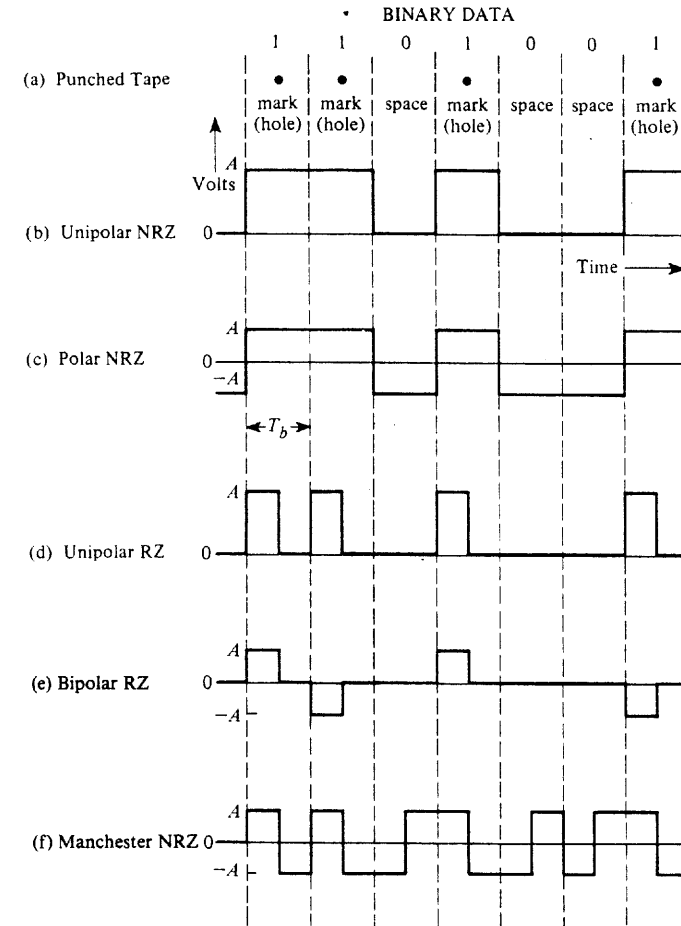 BINARY DATA
1 1 0 1 0 0 1
(a) Punched Tape
mark mark space mark space space mark
(hole) (hole) (hole) (hole)
A
Volts
(b) Unipolar NRZ 0
Time
A
(c) Polar NRZ 0
−A
T_b
A
(d) Unipolar RZ 0
A
(e) Bipolar RZ 0
−A
A
(f) Manchester NRZ 0
−A